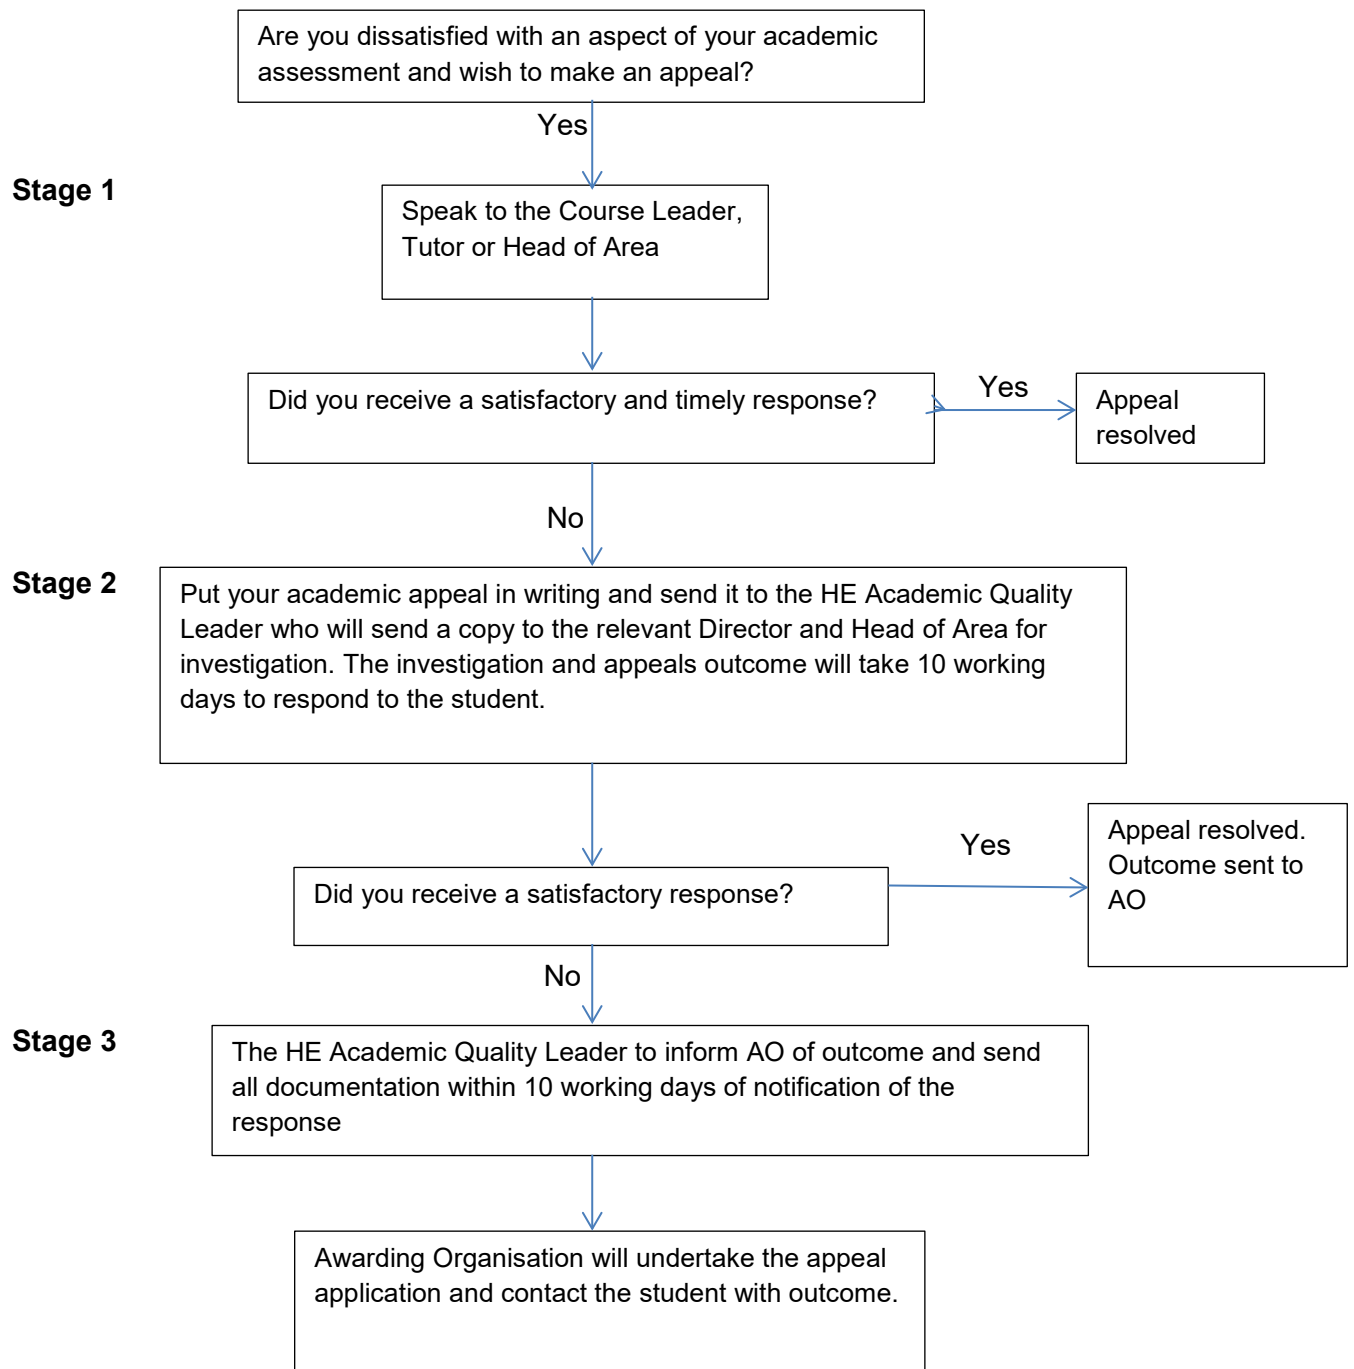 Are you dissatisfied with an aspect of your academic
assessment and wish to make an appeal?
Yes
Stage 1
Speak to the Course Leader,
Tutor or Head of Area
Did you receive a satisfactory and timely response?
Yes
Appeal
resolved
No
Stage 2
Put your academic appeal in writing and send it to the HE Academic Quality
Leader who will send a copy to the relevant Director and Head of Area for
investigation. The investigation and appeals outcome will take 10 working
days to respond to the student.
Did you receive a satisfactory response?
Yes
Appeal resolved.
Outcome sent to
AO
No
Stage 3
The HE Academic Quality Leader to inform AO of outcome and send
all documentation within 10 working days of notification of the
response
Awarding Organisation will undertake the appeal
application and contact the student with outcome.